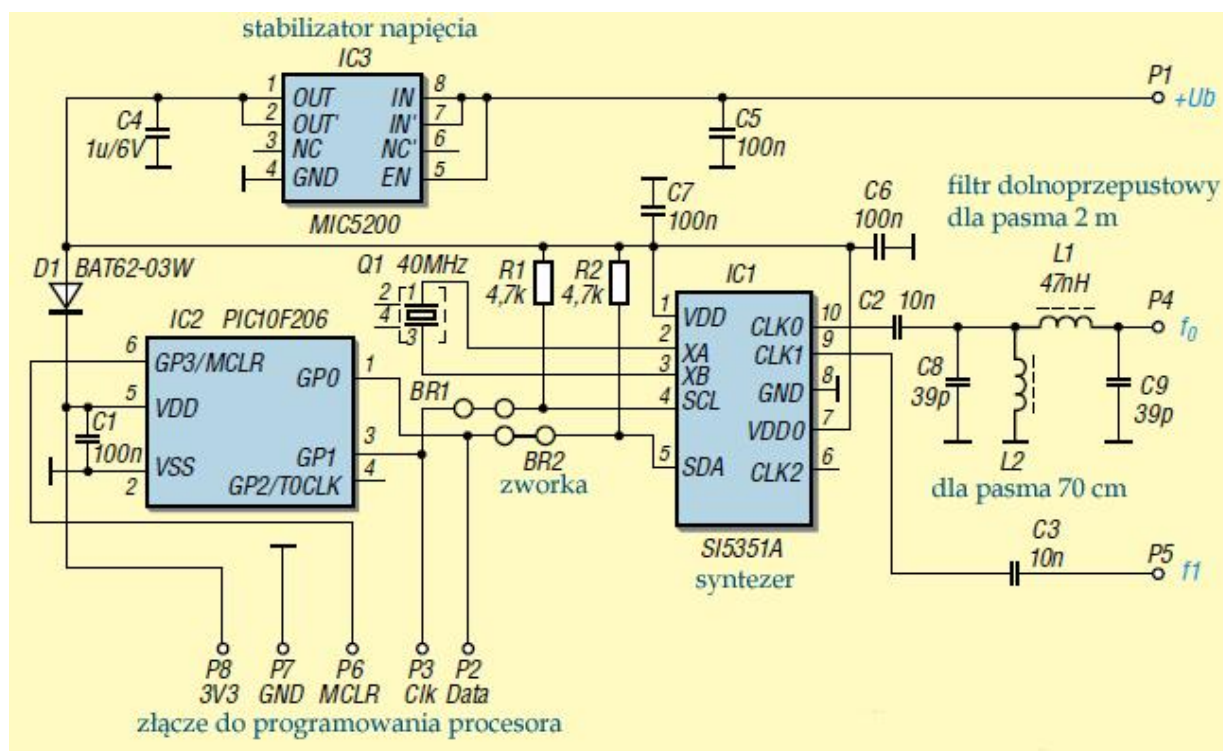 stabilizator napięcia
IC3
1 OUT IN 8
2 OUT' IN' 7
3 NC NC' 6
4 GND EN 5
MIC5200
C4
1u/6V
C5
100n
P1
+Ub
C7
100n
C6
100n
filtr dolnoprzepustowy
dla pasma 2 m
L1
47nH
D1 BAT62-03W
Q1 40MHz
2 1
4
3
R1
4,7k
R2
4,7k
IC1
1 VDD
2 XA
3 XB
4 SCL
5 SDA
CLK0 10
CLK1 9
GND 8
VDD0 7
CLK2 6
SI5351A
syntezer
C2 10n
P4
f0
C8
39p
C9
39p
L2
dla pasma 70 cm
IC2 PIC10F206
6 GP3/MCLR
GP0 1
5 VDD
GP1 3
VSS 2
GP2/T0CLK 4
C1
100n
BR1
BR2
zworka
C3
10n
P5
f1
P8 P7 P6 P3 P2
3V3 GND MCLR Clk Data
złącze do programowania procesora